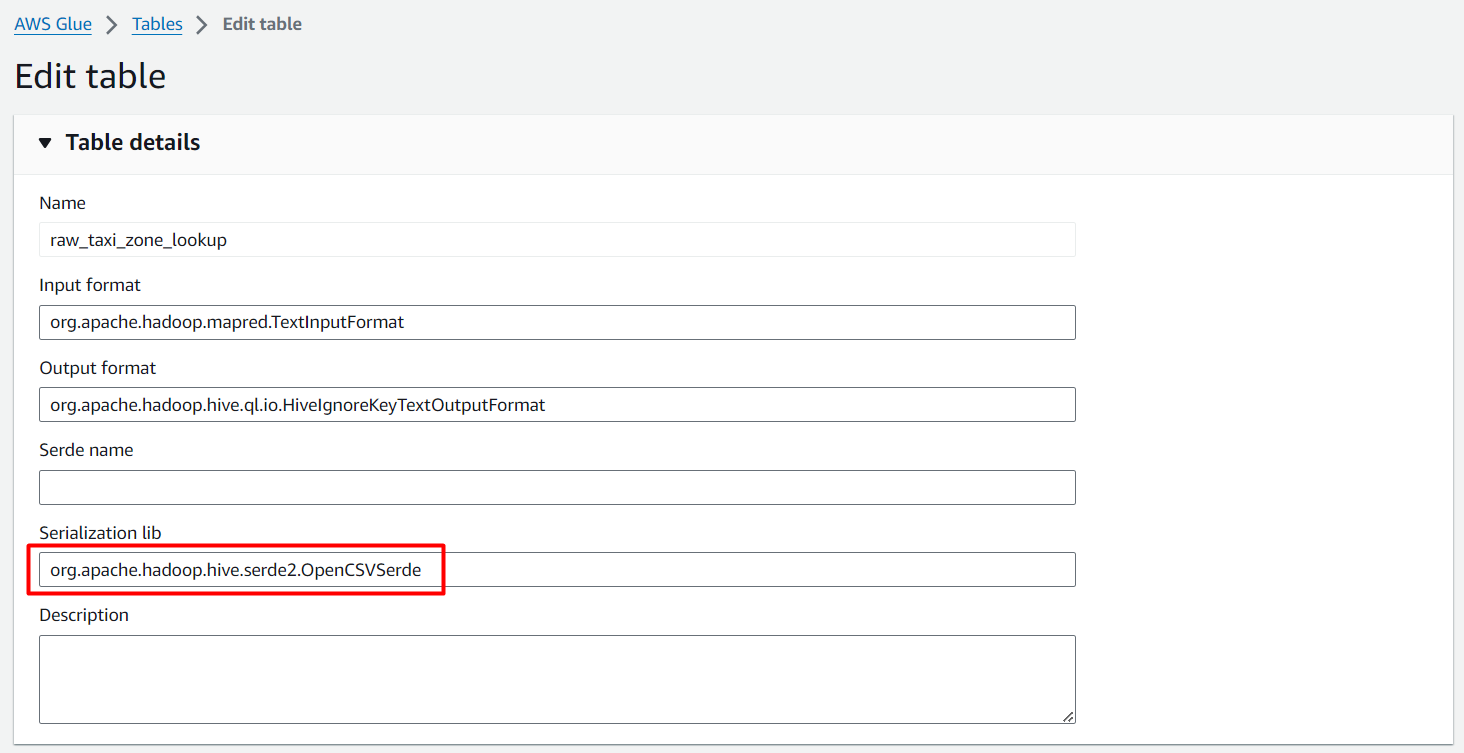 AWS Glue > Tables > Edit table
Edit table
Table details
Name
raw_taxi_zone_lookup
Input format
org.apache.hadoop.mapred.TextInputFormat
Output format
org.apache.hadoop.hive.ql.io.HiveIgnoreKeyTextOutputFormat
Serde name
Serialization lib
org.apache.hadoop.hive.serde2.OpenCSVSerde
Description